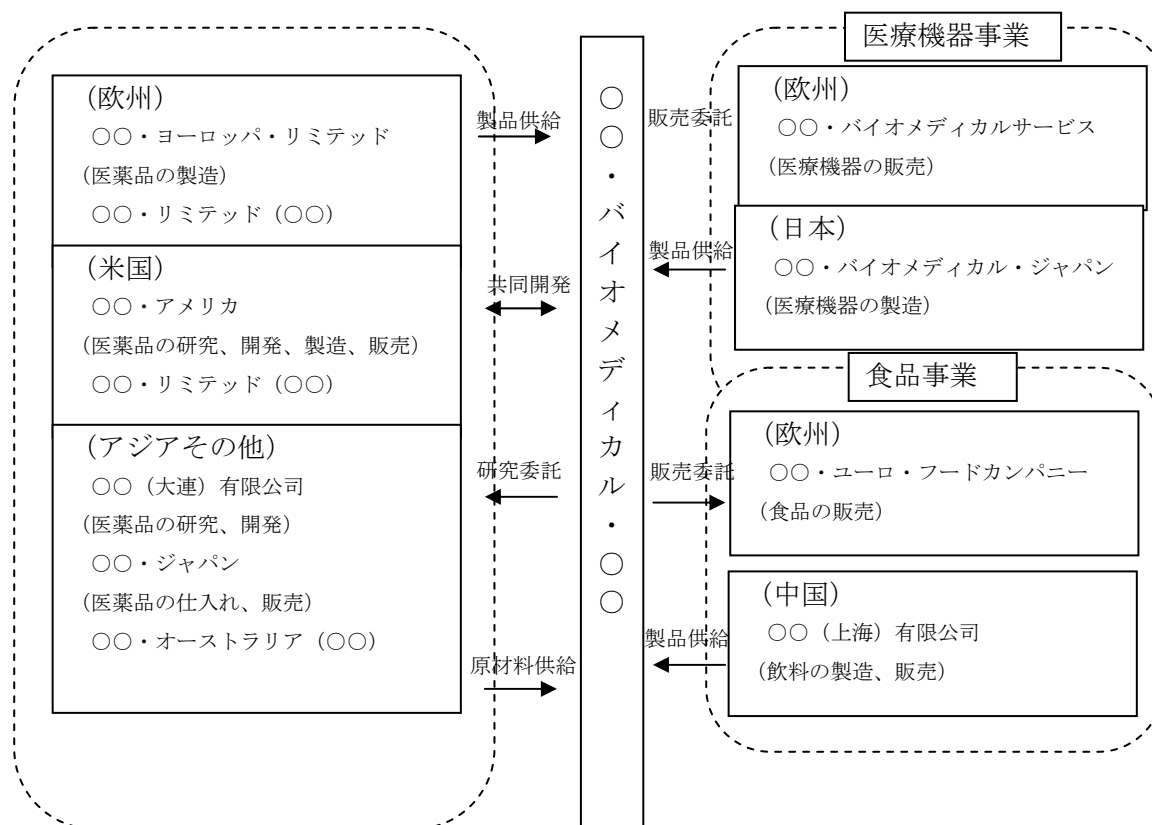 (欧州)
○○・ヨーロッパ・リミテッド
(医薬品の製造)
○○・リミテッド（○○）
(米国)
○○・アメリカ
(医薬品の研究、開発、製造、販売)
○○・リミテッド（○○）
(アジアその他)
○○（大連）有限公司
(医薬品の研究、開発)
○○・ジャパン
(医薬品の仕入れ、販売)
○○・オーストラリア（○○）
製品供給
共同開発
研究委託
原材料供給
○○・バイオメディカル・○○
販売委託
製品供給
販売委託
製品供給
医療機器事業
(欧州)
○○・バイオメディカルサービス
(医療機器の販売)
(日本)
○○・バイオメディカル・ジャパン
(医療機器の製造)
食品事業
(欧州)
○○・ユーロ・フードカンパニー
(食品の販売)
(中国)
○○（上海）有限公司
(飲料の製造、販売)